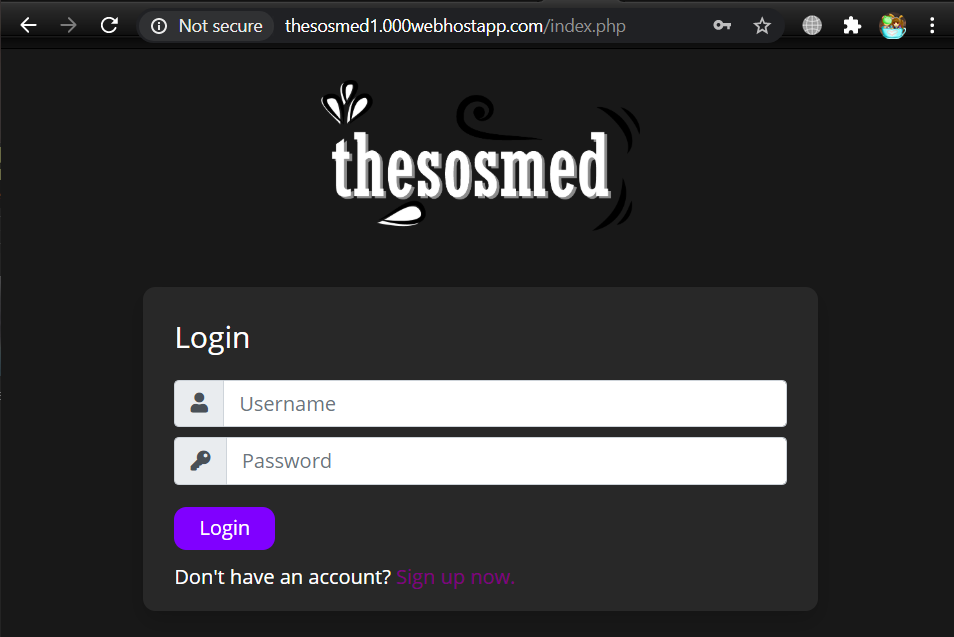 Not secure thesosmed1.000webhostapp.com/index.php
thesosmed
Login
Username
Password
Login
Don't have an account? Sign up now.